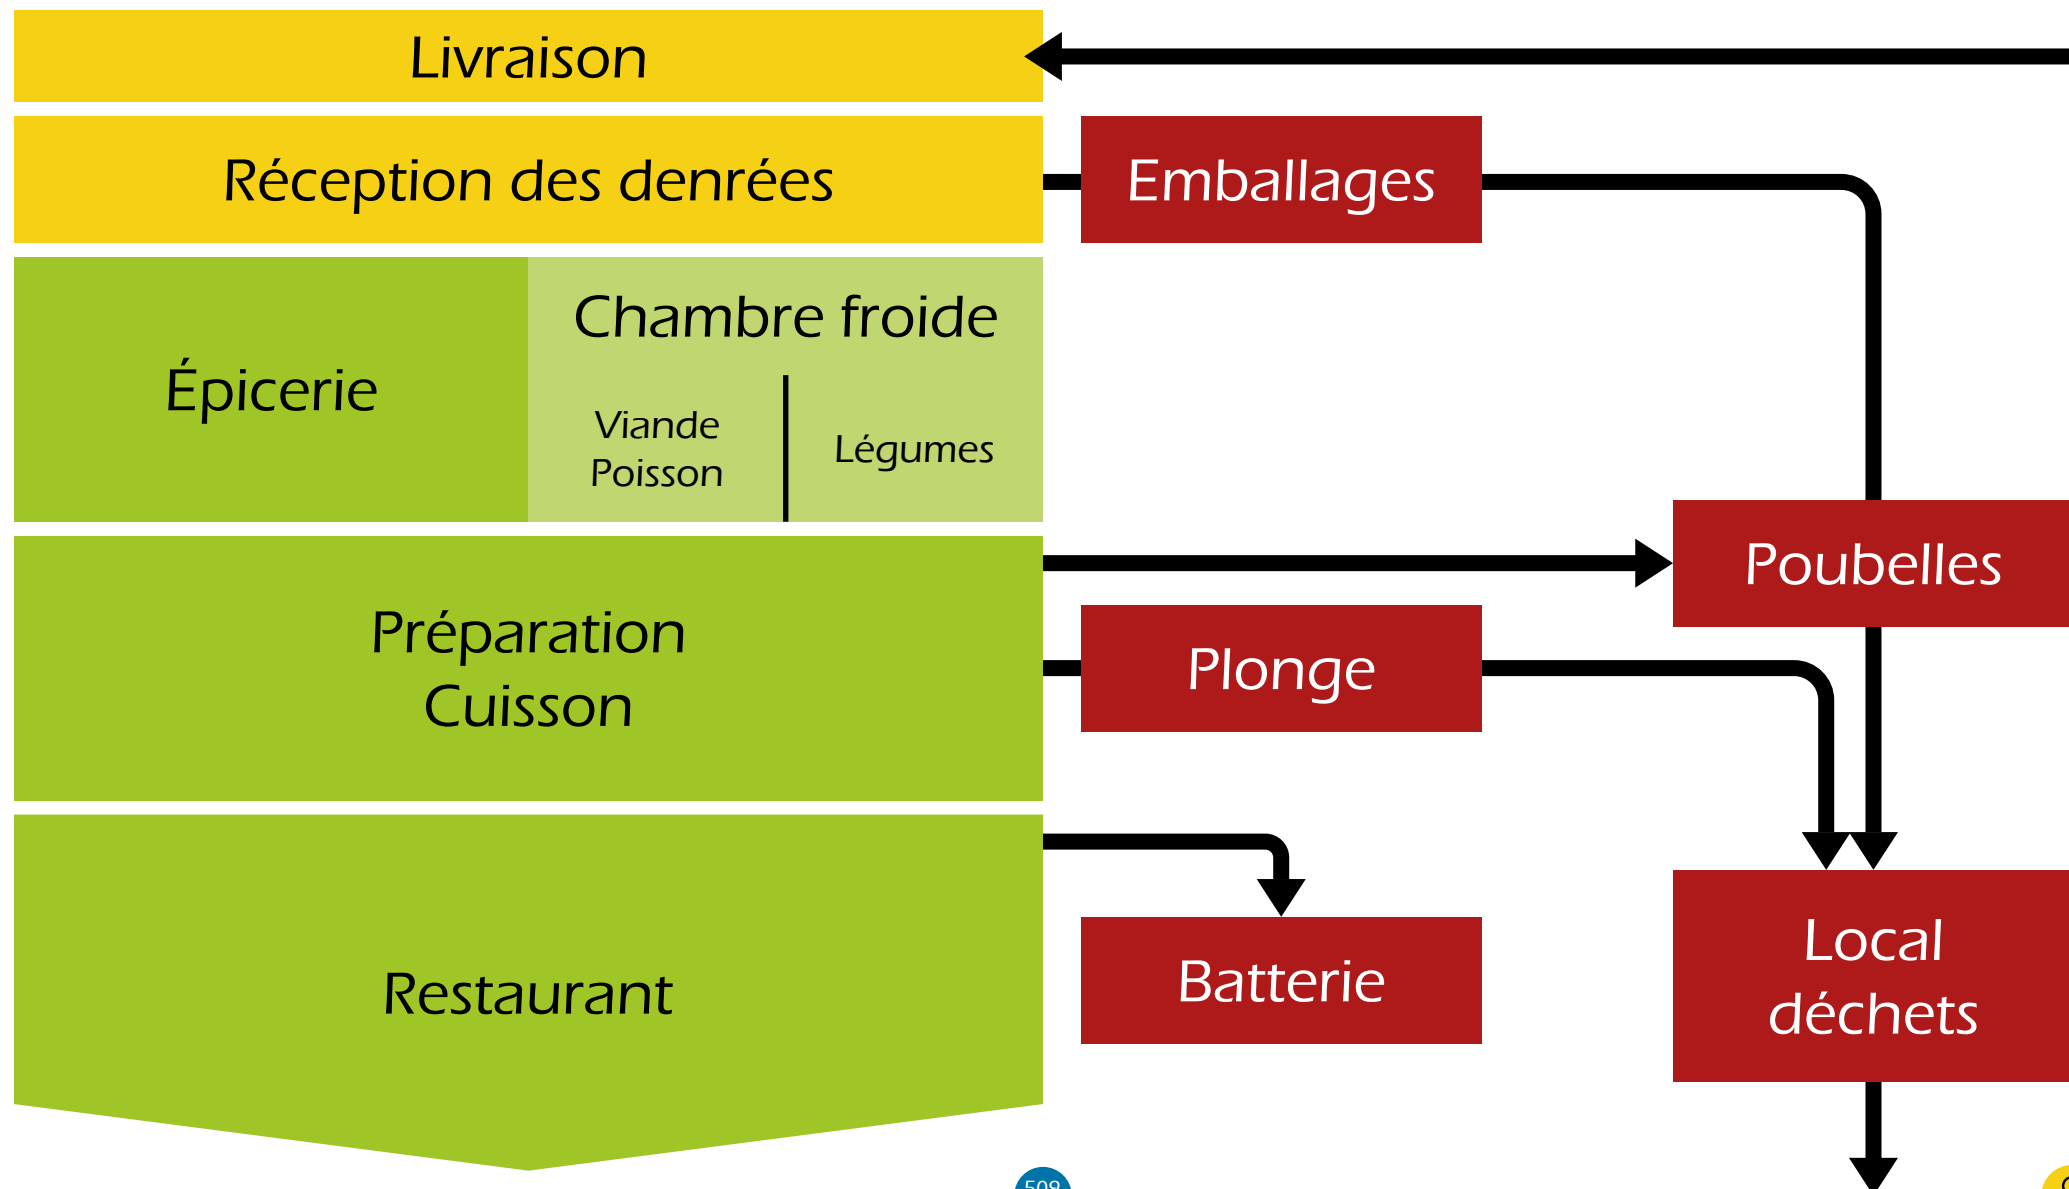 Livraison
Réception des denrées
Emballages
Épicerie
Chambre froide
Viande
Poisson
Légumes
Poubelles
Préparation
Cuisson
Plonge
Restaurant
Batterie
Local
déchets